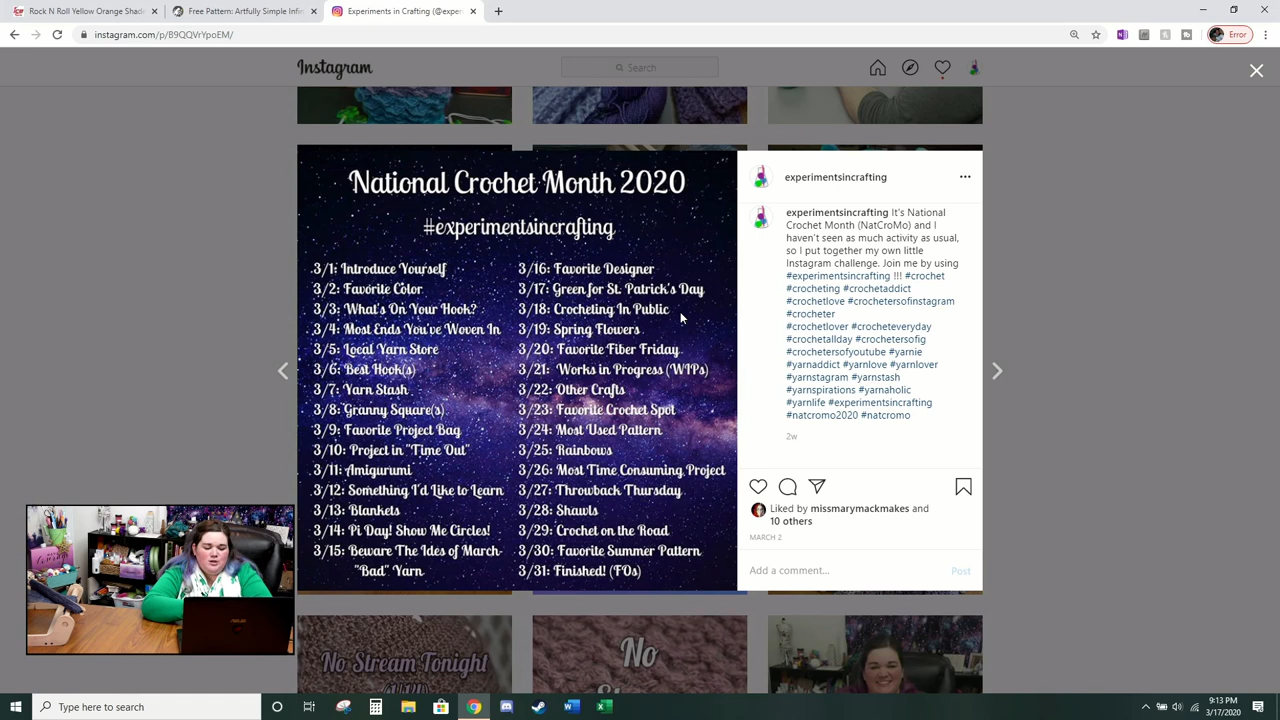 Rock N Roll Yellow Orange Shade
Free Pattern: Artfully Simple Infin
Experiments in Crafting (@exper
instagram.com/p/B9QQVrYpoEM/
Error
Instagram
Search
National Crochet Month 2020
#experimentsincrafting
3/1: Introduce Yourself
3/2: Favorite Color
3/3: What's On Your Hook?
3/4: Most Ends You've Woven In
3/5: Local Yarn Store
3/6: Best Hook(s)
3/7: Yarn Stash
3/8: Granny Square(s)
3/9: Favorite Project Bag
3/10: Project in "Time Out"
3/11: Amigurumi
3/12: Something I'd Like to Learn
3/13: Blankets
3/14: Pi Day! Show Me Circles!
3/15: Beware The Ides of March-
"Bad" Yarn
3/16: Favorite Designer
3/17: Green for St. Patrick's Day
3/18: Crocheting In Public
3/19: Spring Flowers
3/20: Favorite Fiber Friday
3/21: Works in Progress (WIPs)
3/22: Other Crafts
3/23: Favorite Crochet Spot
3/24: Most Used Pattern
3/25: Rainbows
3/26: Most Time Consuming Project
3/27: Throwback Thursday
3/28: Shawls
3/29: Crochet on the Road
3/30: Favorite Summer Pattern
3/31: Finished! (FOs)
experimentsincrafting
experimentsincrafting It's National
Crochet Month (NatCroMo) and I
haven't seen as much activity as usual,
so I put together my own little
Instagram challenge. Join me by using
#experimentsincrafting !!! #crochet
#crocheting #crochetaddict
#crochetlove #crochetersofinstagram
#crocheter
#crochetlover #crocheteveryday
#crochetallday #crochetersofig
#crochetersofyoutube #yarnie
#yarnaddict #yarnlove #yarnlover
#yarnstagram #yarnstash
#yarnspirations #yarnaholic
#yarnlife #experimentsincrafting
#natcromo2020 #natcromo
2w
Liked by missmarymackmakes and
10 others
MARCH 2
Add a comment...
Post
ASUS
No Stream Tonight
No
Type here to search
9:13 PM
3/17/2020